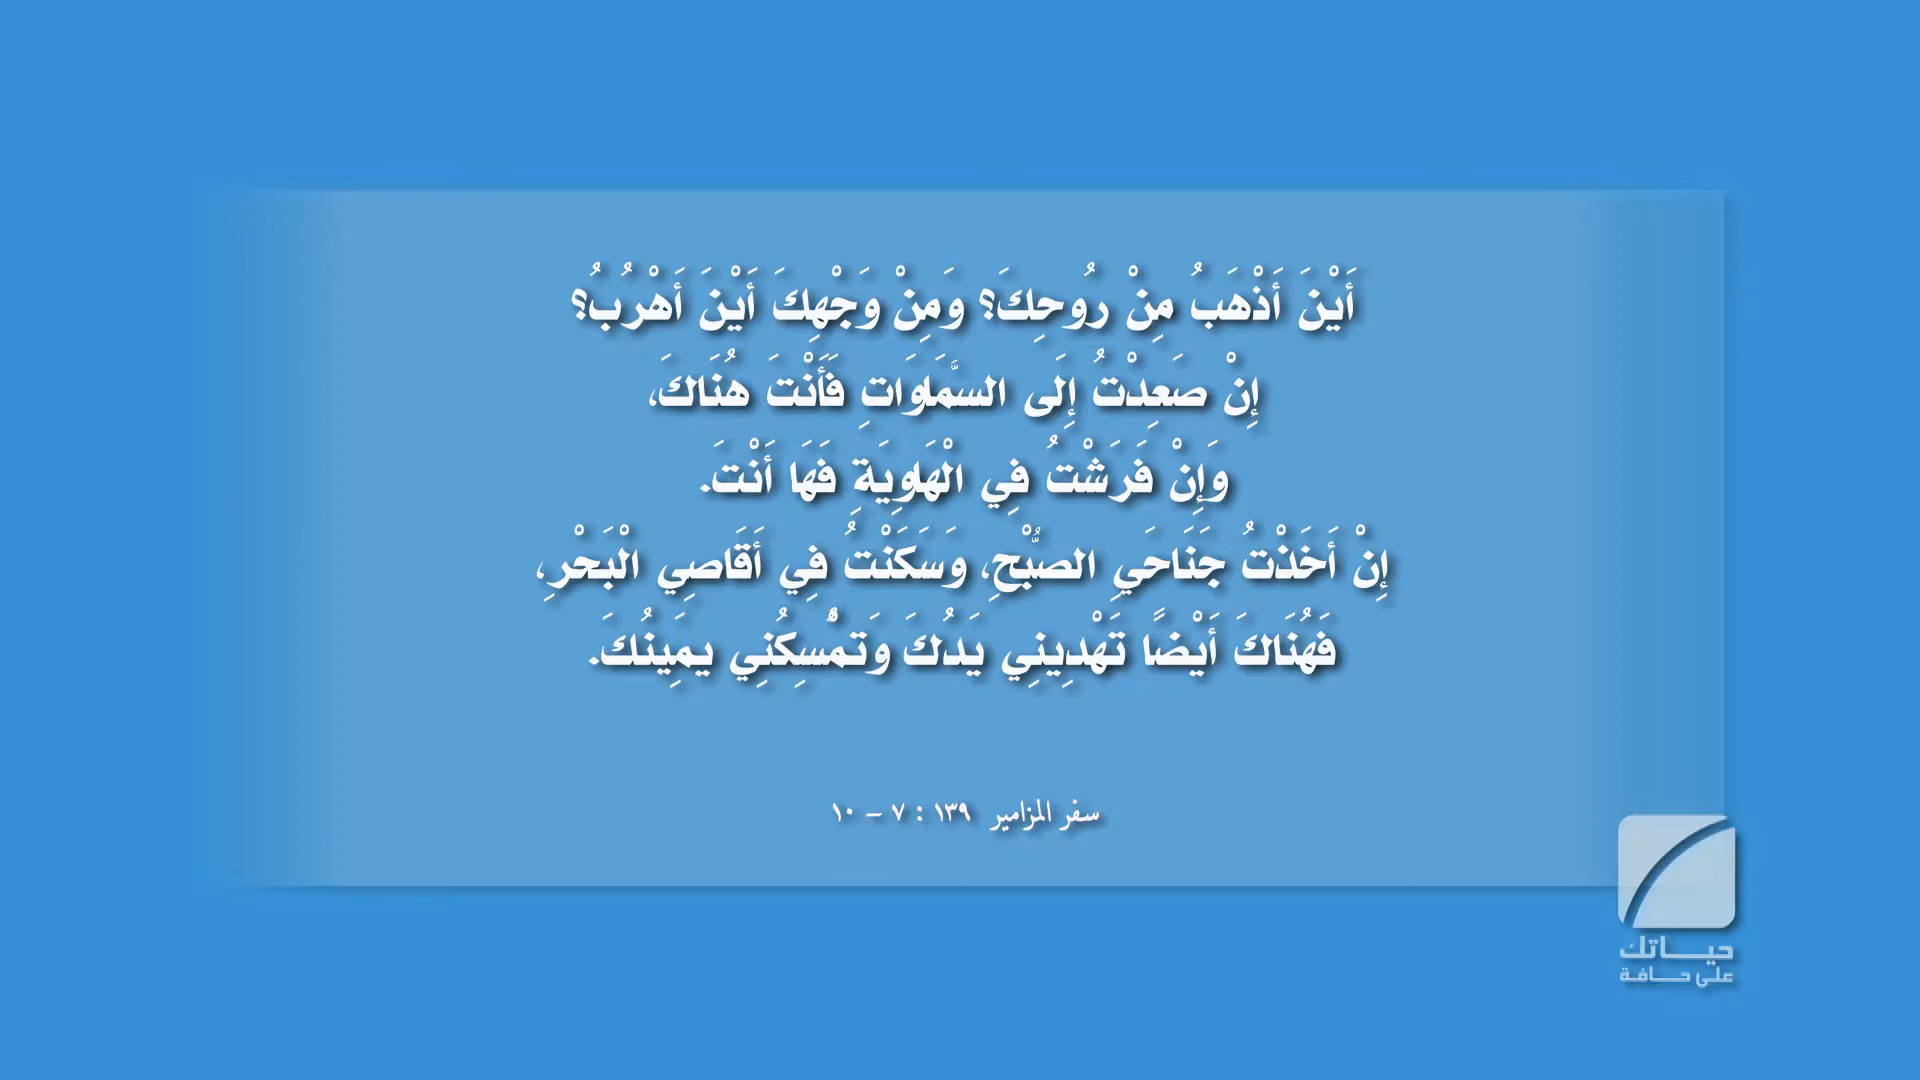 أَيْنَ أَذْهَبُ مِنْ رُوحِكَ؟ وَمِنْ وَجْهِكَ أَيْنَ أَهْرُبُ؟
إِنْ صَعِدْتُ إِلَى السَّمَاوَاتِ فَأَنْتَ هُنَاكَ،
وَإِنْ فَرَشْتُ فِي الْهَاوِيَةِ فَهَا أَنْتَ.
إِنْ أَخَذْتُ جَنَاحَيِ الصُّبْحِ، وَسَكَنْتُ فِي أَقَاصِي الْبَحْرِ،
فَهُنَاكَ أَيْضًا تَهْدِينِي يَدُكَ وَتُمْسِكُنِي يَمِينُكَ.
سفر المزامير ١٣٩ : ٧ – ١٠
حياتك
على حافة